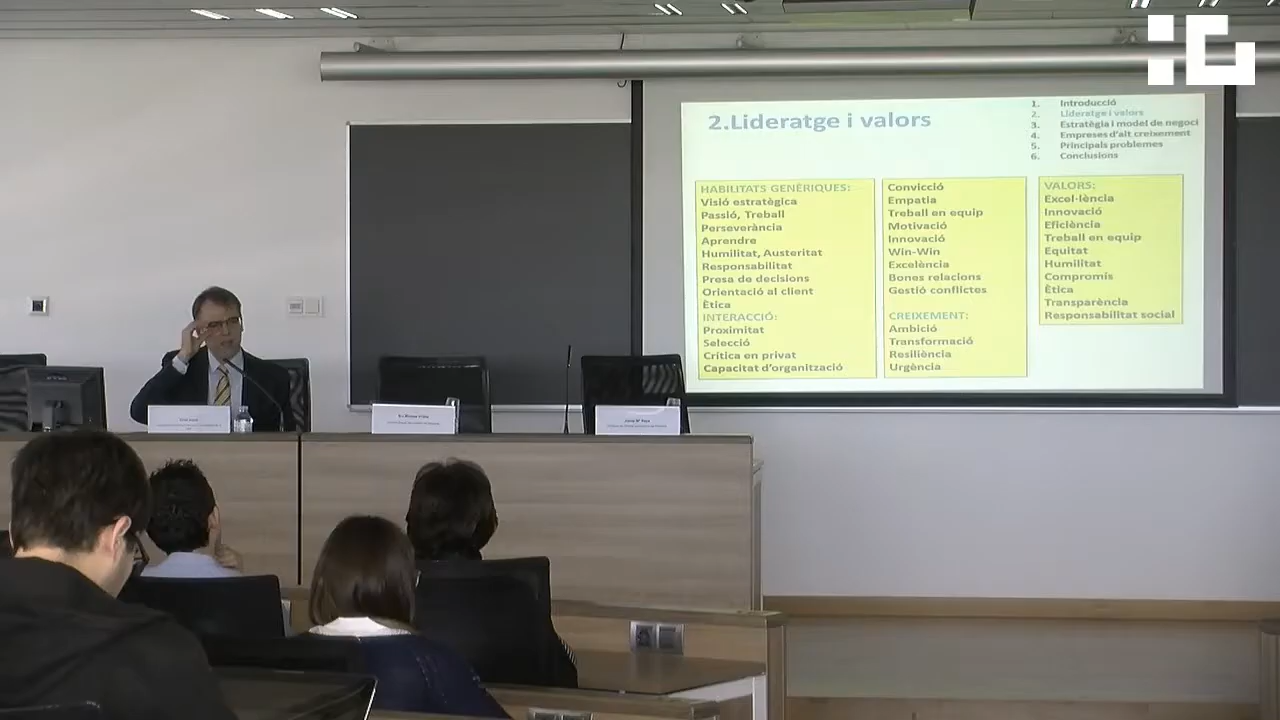 2.Lideratge i valors
1. Introducció
2. Lideratge i valors
3. Estratègia i model de negoci
4. Empreses d'alt creixement
5. Principals problemes
6. Conclusions
HABILITATS GENÈRIQUES:
Visió estratègica
Passió, Treball
Perseverància
Aprendre
Humilitat, Austeritat
Responsabilitat
Presa de decisions
Orientació al client
Ètica
INTERACCIÓ:
Proximitat
Selecció
Crítica en privat
Capacitat d'organització
Convicció
Empatia
Treball en equip
Motivació
Innovació
Win-Win
Excelència
Bones relacions
Gestió conflictes
CREIXEMENT:
Ambició
Transformació
Resiliència
Urgència
VALORS:
Excel·lència
Innovació
Eficiència
Treball en equip
Equitat
Humilitat
Compromís
Ètica
Transparència
Responsabilitat social